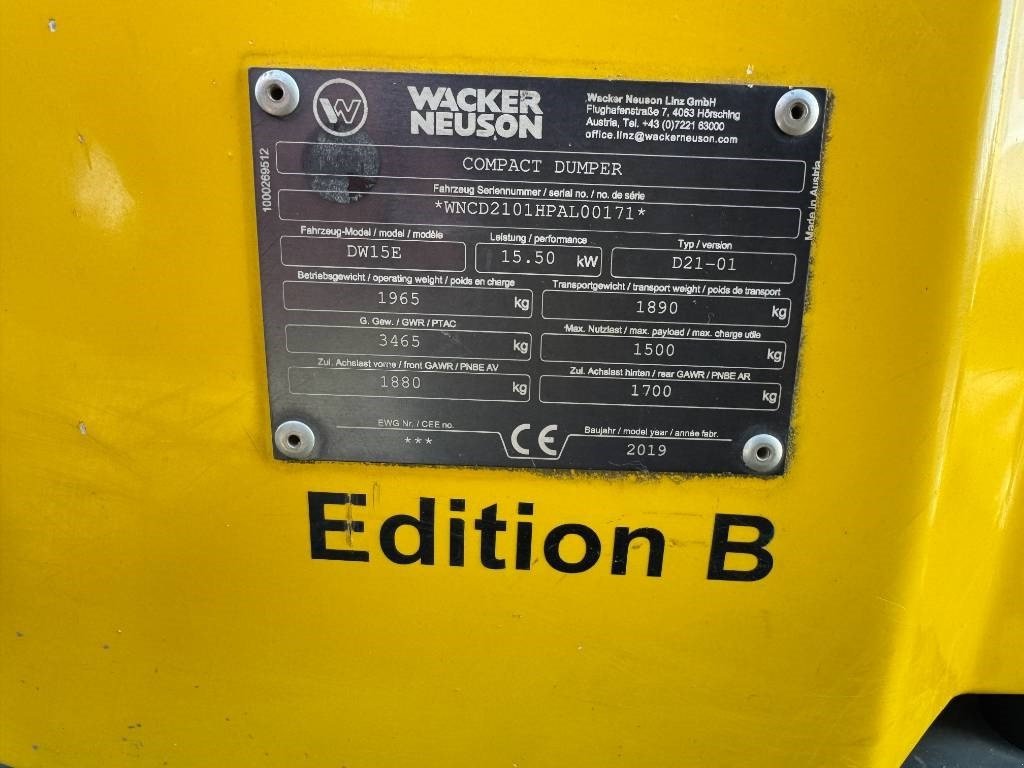 WACKER
NEUSON
Wacker Neuson Linz GmbH
Flughafenstraße 7, 4063 Hörsching
Austria, Tel. +43 (0)7221 63000
office.linz@wackerneuson.com
1000269512
COMPACT DUMPER
Made in Austria
Fahrzeug Seriennummer / serial no. / no. de série
*WNCD2101HPAL00171*
Fahrzeug-Model / model / modèle Leistung / performance Typ / version
DW15E 15.50 kW D21-01
Betriebsgewicht / operating weight / poids en charge Transportgewicht / transport weight / poids de transport
1965 kg 1890 kg
G. Gew. / GWR / PTAC Max. Nutzlast / max. payload / max. charge utile
3465 kg 1500 kg
Zul. Achslast vorne / front GAWR / PNBE AV Zul. Achslast hinten / rear GAWR / PNBE AR
1880 kg 1700 kg
EWG Nr. / CEE no. CE Baujahr / model year / année fabr.
*** 2019
Edition B